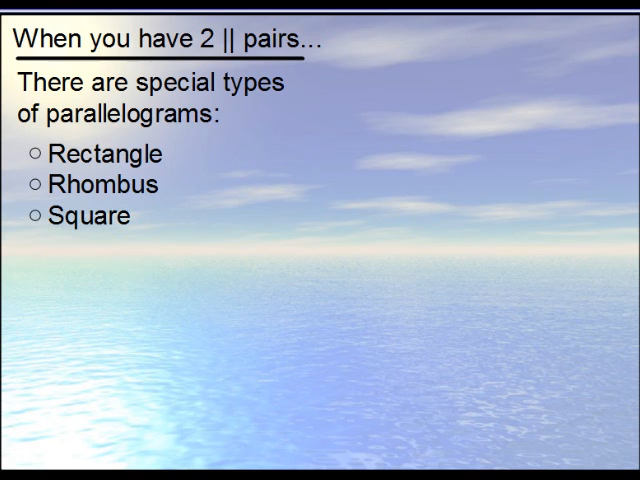 When you have 2 || pairs...
There are special types
of parallelograms:
○ Rectangle
○ Rhombus
○ Square